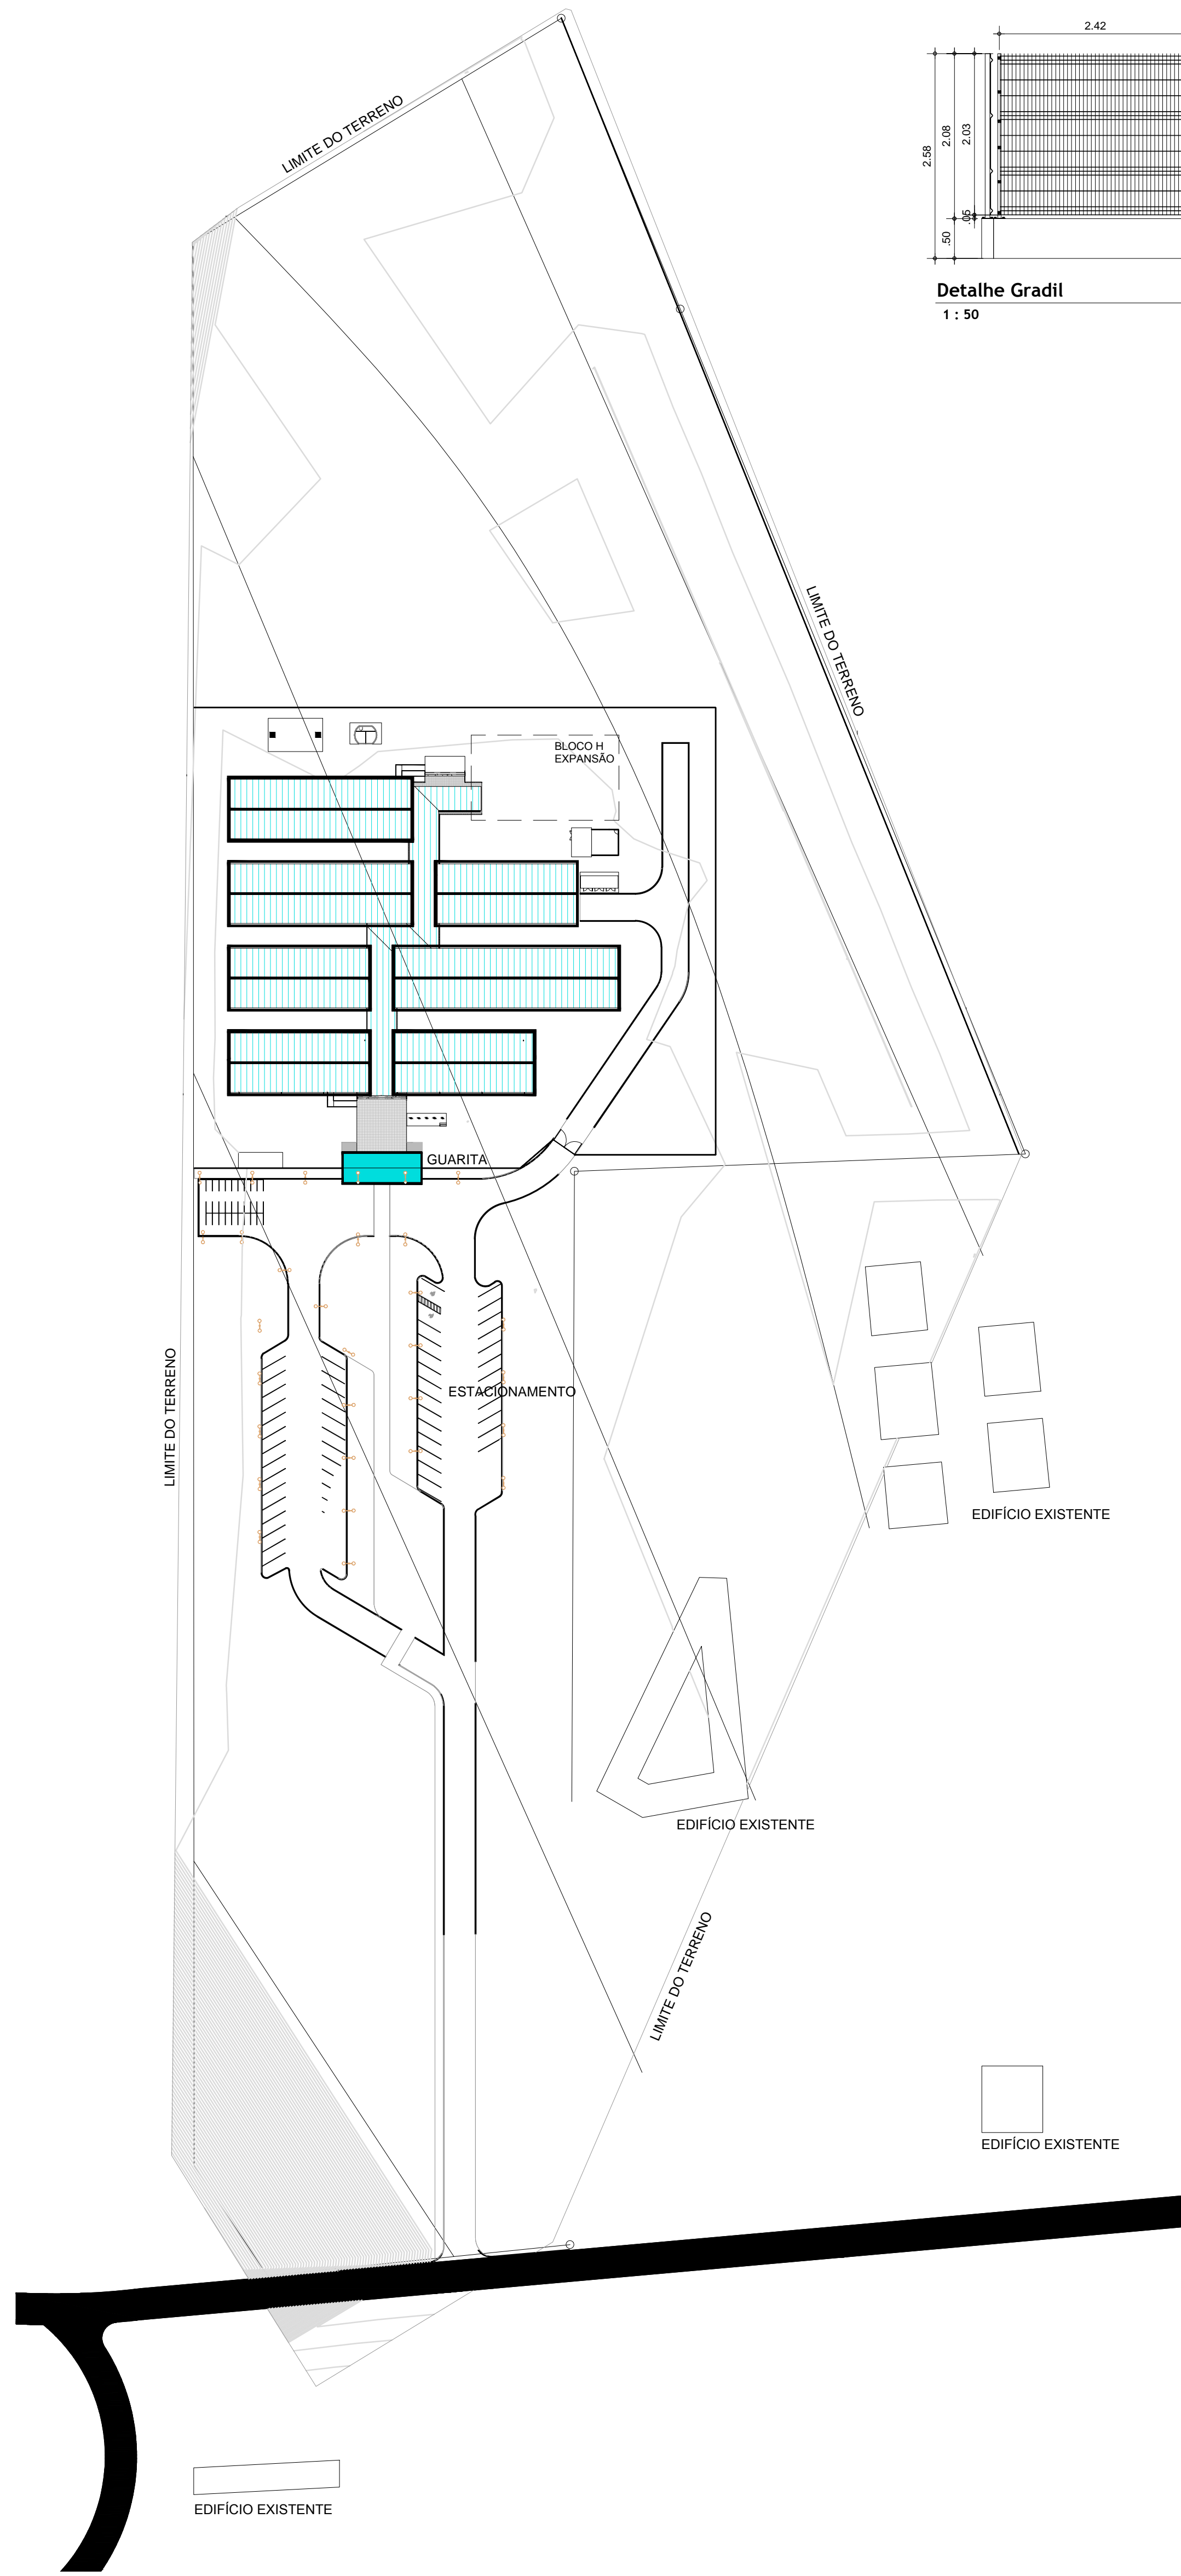 2.42
LIMITE DO TERRENO
2.58
2.08
2.03
.05
.50
Detalhe Gradil
1 : 50
LIMITE DO TERRENO
BLOCO H
EXPANSÃO
GUARITA
LIMITE DO TERRENO
ESTACIONAMENTO
EDIFÍCIO EXISTENTE
EDIFÍCIO EXISTENTE
LIMITE DO TERRENO
EDIFÍCIO EXISTENTE
EDIFÍCIO EXISTENTE